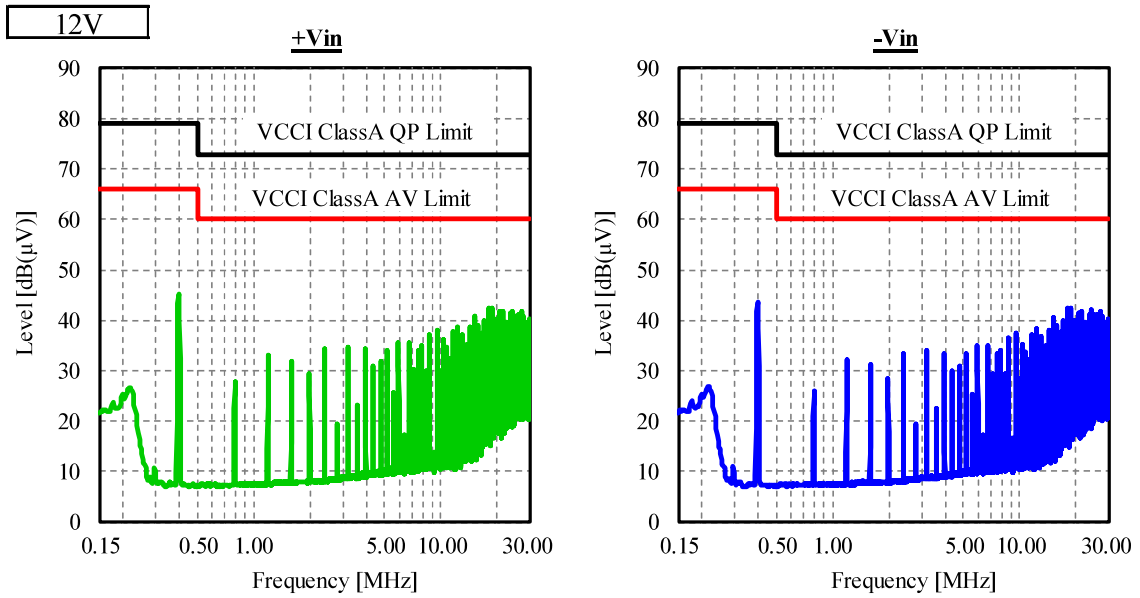 12V
+Vin
90
80
70
60
50
40
30
20
10
0
VCCI ClassA QP Limit
VCCI ClassA AV Limit
Level [dB(μV)]
0.15 0.50 1.00 5.00 10.00 30.00
Frequency [MHz]
-Vin
90
80
70
60
50
40
30
20
10
0
VCCI ClassA QP Limit
VCCI ClassA AV Limit
Level [dB(μV)]
0.15 0.50 1.00 5.00 10.00 30.00
Frequency [MHz]